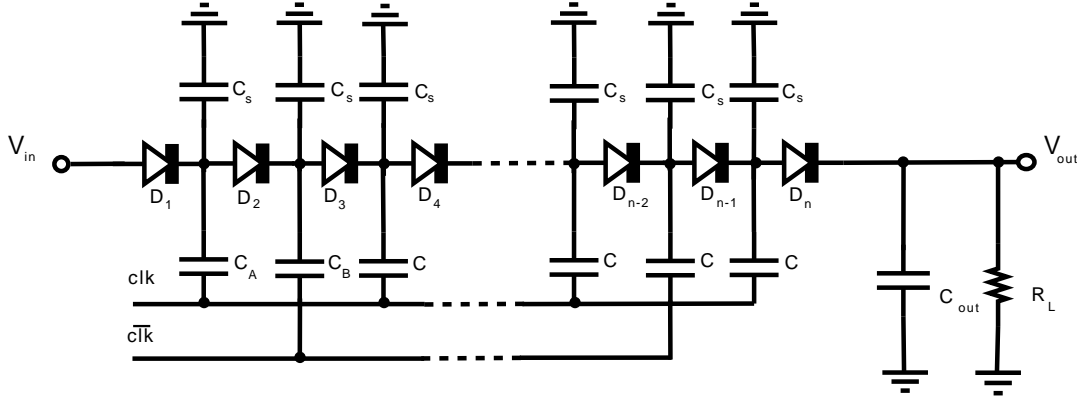 C_s C_s C_s C_s C_s C_s
V_in V_out
D_1 D_2 D_3 D_4 D_n-2 D_n-1 D_n
C_A C_B C C C C
clk
C_out R_L
c̅l̅k̅